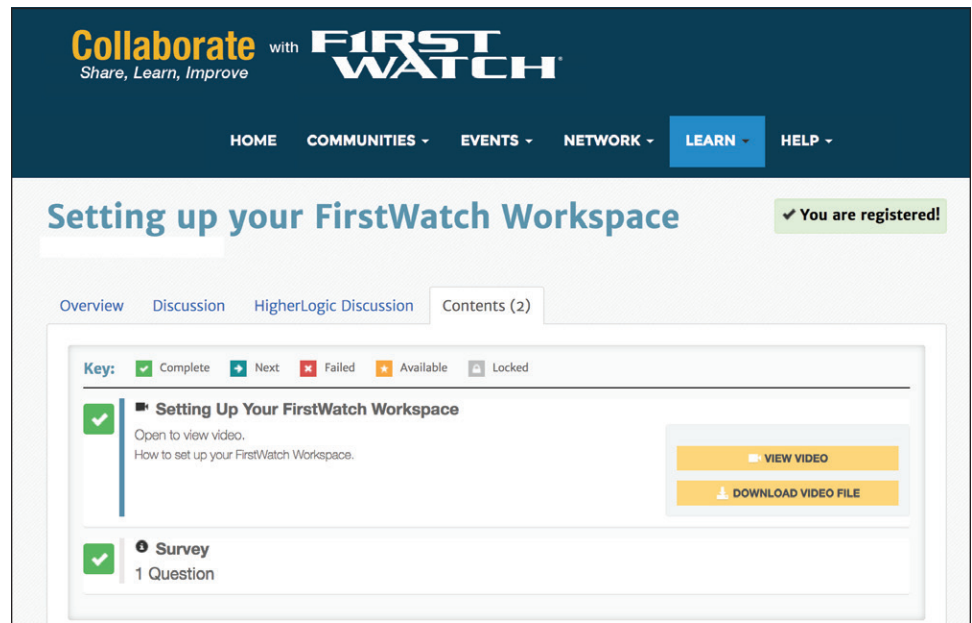 Collaborate with F1RST
Share, Learn, Improve WATCH®
HOME COMMUNITIES EVENTS NETWORK LEARN HELP
Setting up your FirstWatch Workspace
You are registered!
Overview Discussion HigherLogic Discussion Contents (2)
Key: Complete Next Failed Available Locked
Setting Up Your FirstWatch Workspace
Open to view video.
How to set up your FirstWatch Workspace.
VIEW VIDEO
DOWNLOAD VIDEO FILE
Survey
1 Question